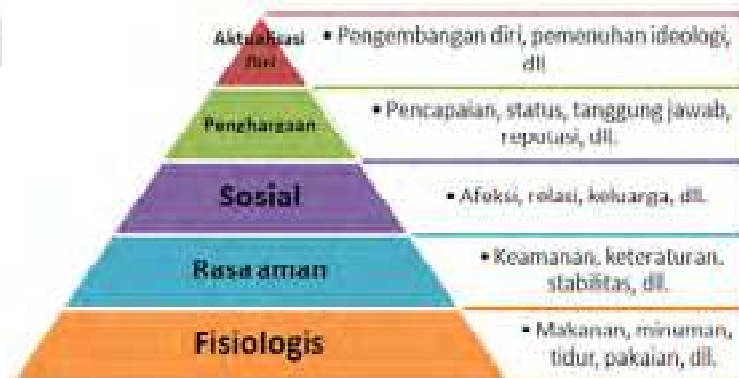 Aktualisasi
Diri
• Pengembangan diri, pemenuhan ideologi,
dll
Penghargaan
• Pencapaian, status, tanggung jawab,
reputasi, dll.
Sosial
• Afeksi, relasi, keluarga, dll.
Rasa aman
• Keamanan, keteraturan,
stabilitas, dll.
Fisiologis
• Makanan, minuman,
tidur, pakaian, dll.